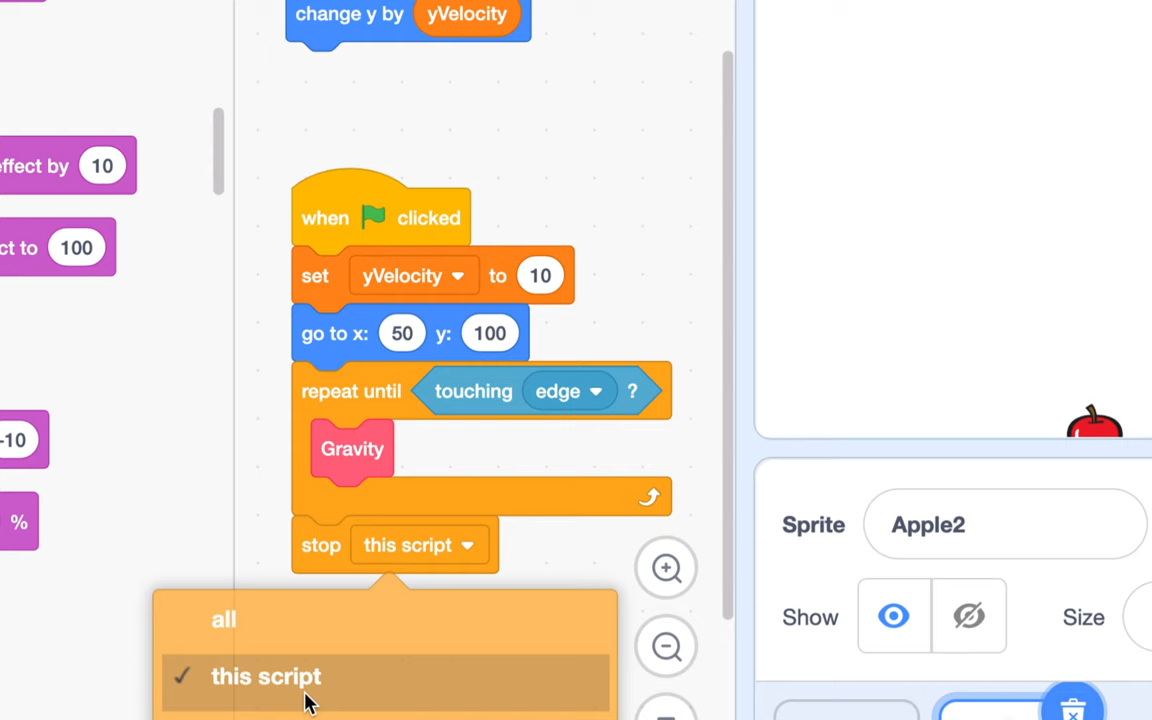 change y by yVelocity
effect by 10
when clicked
ct to 100
set yVelocity to 10
go to x: 50 y: 100
repeat until touching edge ?
-10
Gravity
%
stop this script
Sprite Apple2
all
Show Size
✓ this script